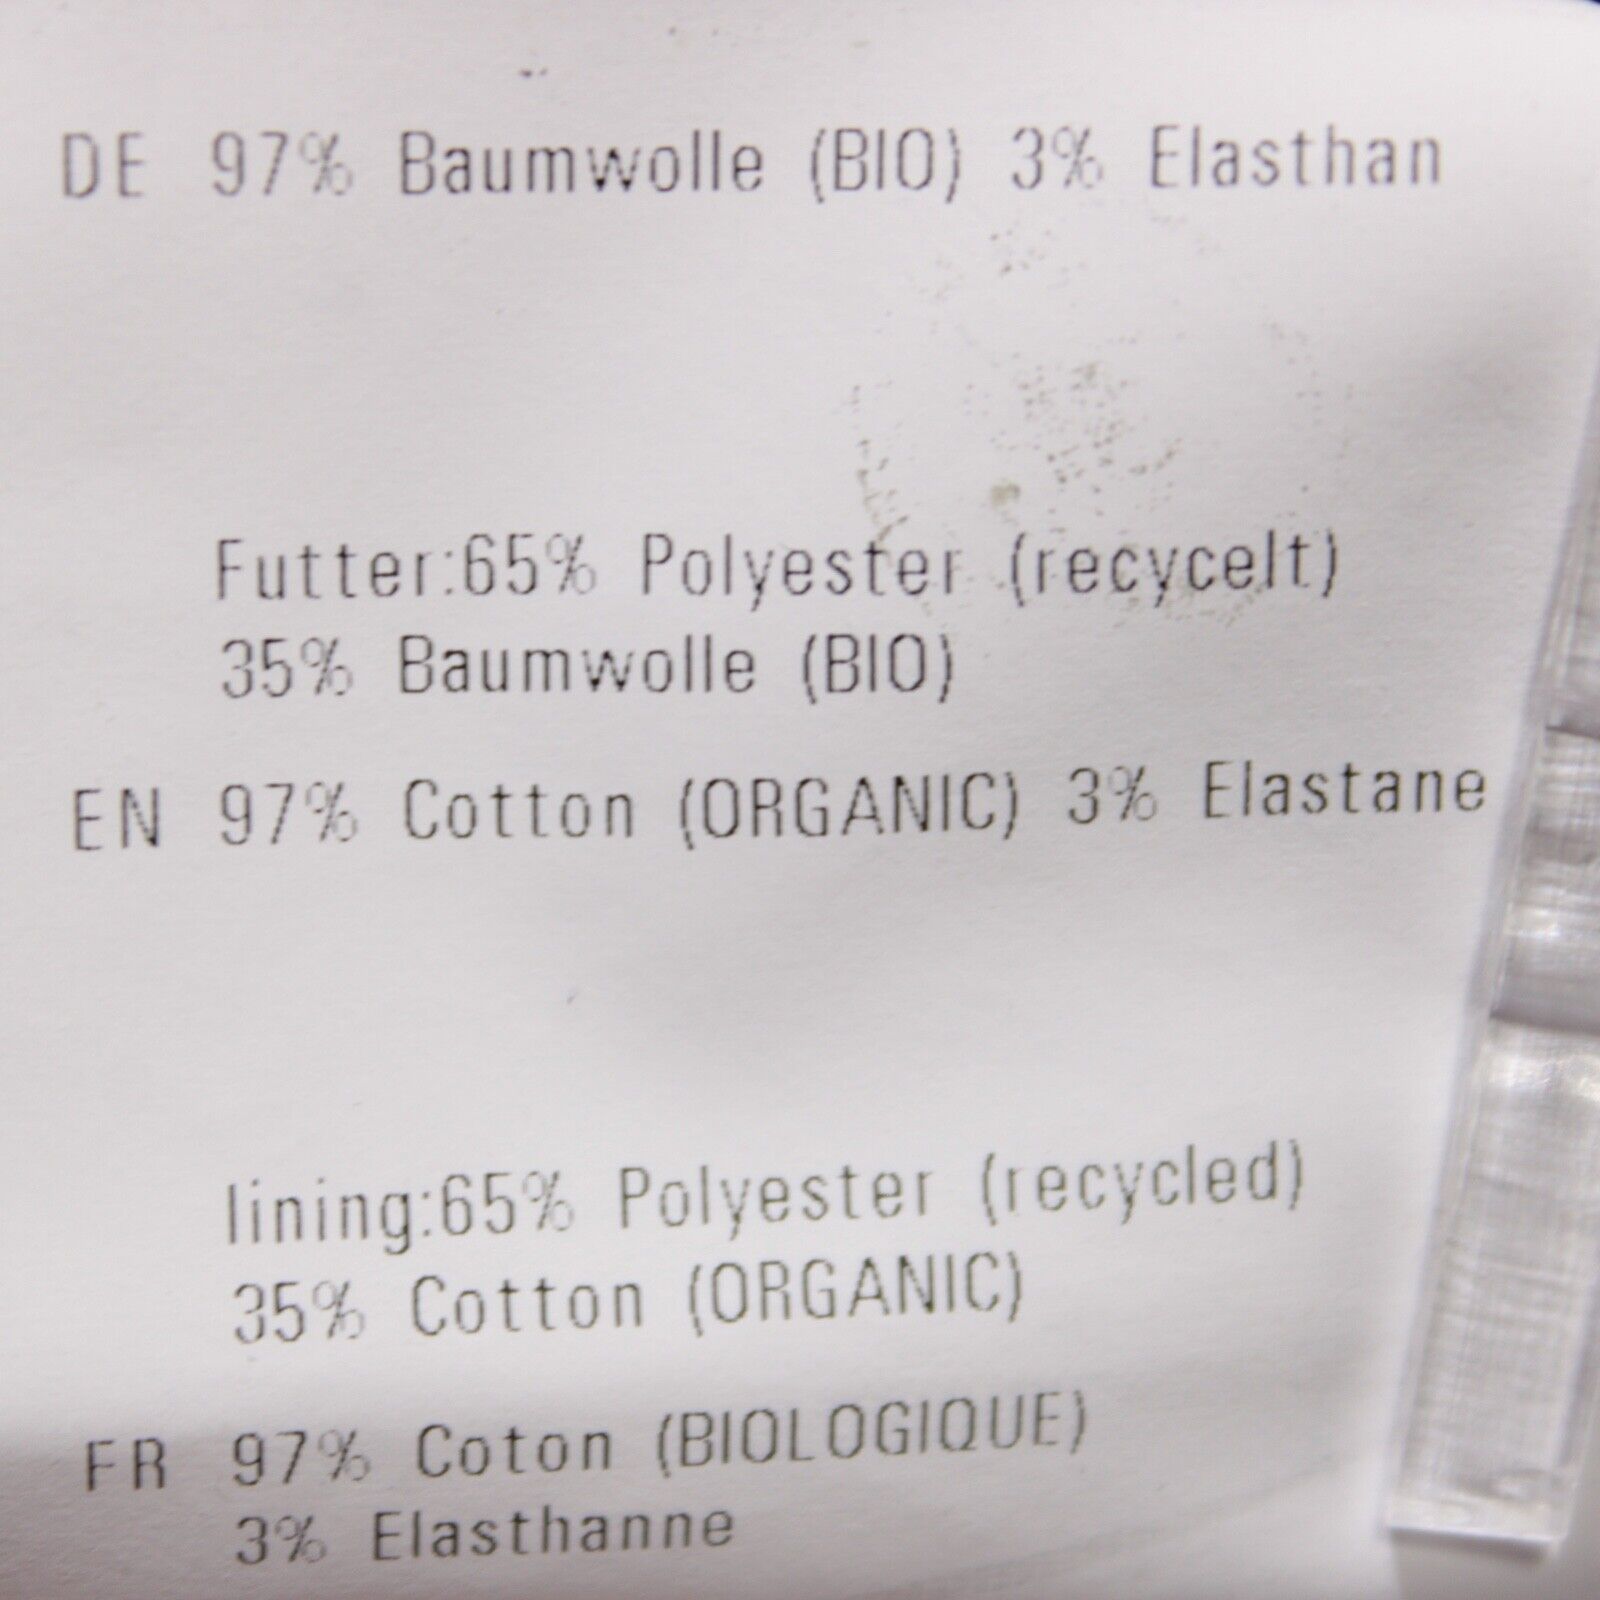 DE 97% Baumwolle (BIO) 3% Elasthan
Futter:65% Polyester (recycelt)
35% Baumwolle (BIO)
EN 97% Cotton (ORGANIC) 3% Elastane
lining:65% Polyester (recycled)
35% Cotton (ORGANIC)
FR 97% Coton (BIOLOGIQUE)
3% Elasthanne